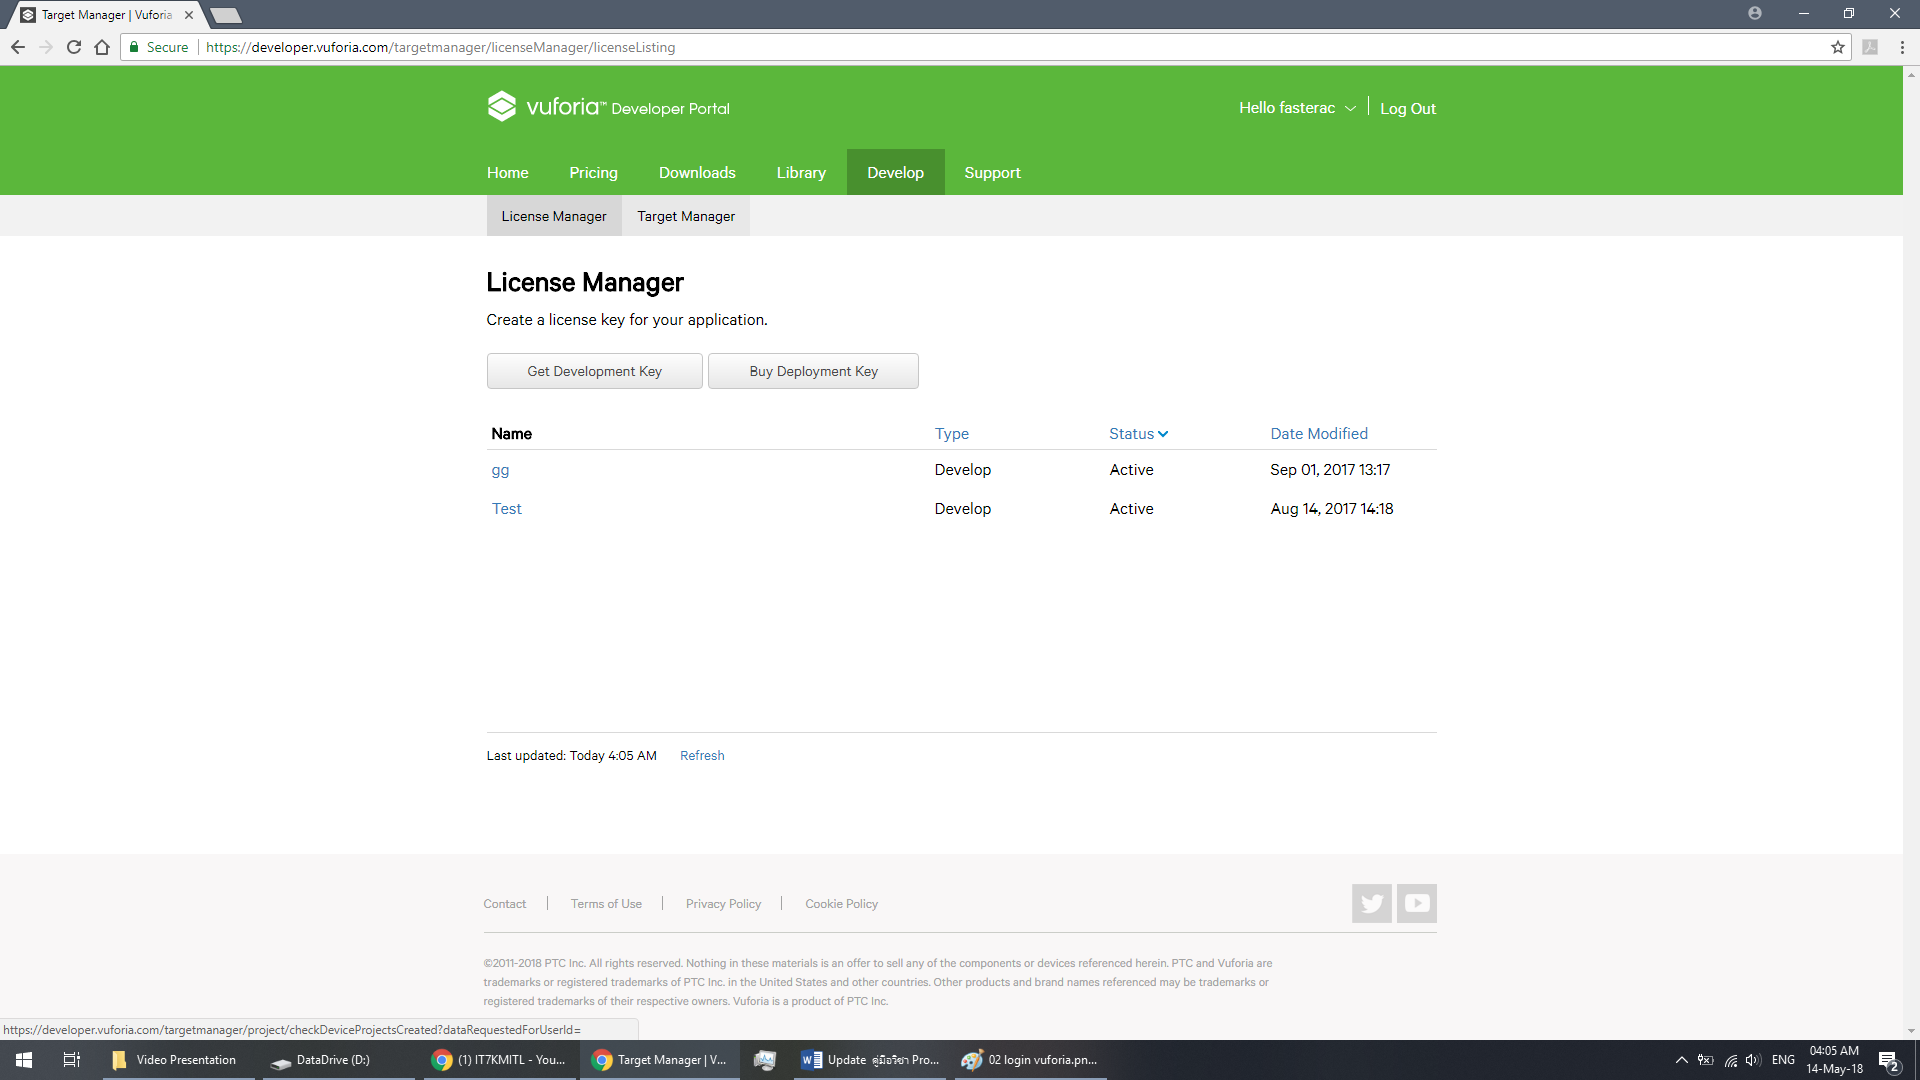 Target Manager | Vuforia
Secure https://developer.vuforia.com/targetmanager/licenseManager/licenseListing
vuforia™ Developer Portal
Hello fasterac Log Out
Home Pricing Downloads Library Develop Support
License Manager Target Manager
License Manager
Create a license key for your application.
Get Development Key Buy Deployment Key
Name Type Status Date Modified
gg Develop Active Sep 01, 2017 13:17
Test Develop Active Aug 14, 2017 14:18
Last updated: Today 4:05 AM Refresh
Contact | Terms of Use | Privacy Policy | Cookie Policy
©2011-2018 PTC Inc. All rights reserved. Nothing in these materials is an offer to sell any of the components or devices referenced herein. PTC and Vuforia are
trademarks or registered trademarks of PTC Inc. in the United States and other countries. Other products and brand names referenced may be trademarks or
registered trademarks of their respective owners. Vuforia is a product of PTC Inc.
https://developer.vuforia.com/targetmanager/project/checkDeviceProjectsCreated?dataRequestedForUserId=
Video Presentation DataDrive (D:) (1) IT7KMITL - You... Target Manager | V... Update คู่มือวิชา Pro... 02 login vuforia.pn... ENG 04:05 AM
14-May-18 2